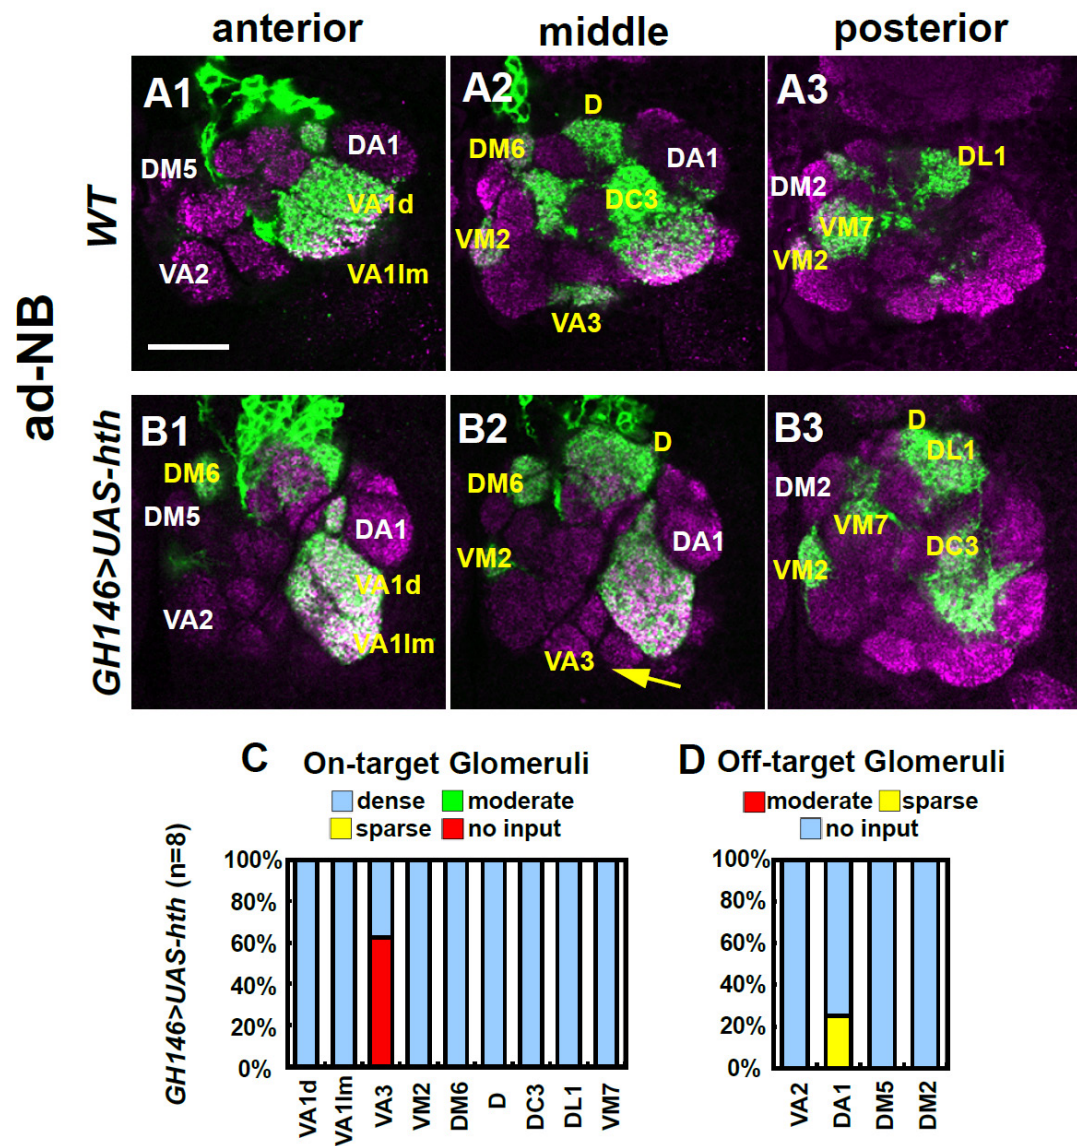 anterior middle posterior
ad-NB
WT
A1
DM5
DA1
VA1d
VA2
VA1lm
A2
D
DM6
DA1
DC3
VM2
VA3
A3
DL1
DM2
VM7
VM2
GH146>UAS-hth
B1
DM6
DM5
DA1
VA1d
VA2
VA1lm
B2
D
DM6
DA1
VM2
VA3
B3
D
DL1
DM2
VM7
DC3
VM2
C On-target Glomeruli
dense moderate
sparse no input
GH146>UAS-hth (n=8)
100%
80%
60%
40%
20%
0%
VA1d VA1lm VA3 VM2 DM6 D DC3 DL1 VM7
D Off-target Glomeruli
moderate sparse
no input
100%
80%
60%
40%
20%
0%
VA2 DA1 DM5 DM2